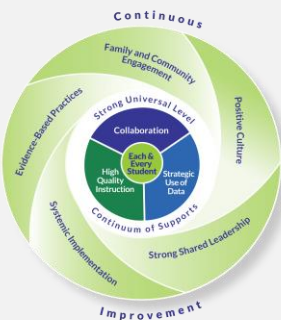 Continuous
Family and Community
Engagement
Evidence-Based Practices
Positive Culture
Strong Universal Level
Collaboration
Each &
Every
Student
High
Quality
Instruction
Strategic
Use of
Data
Continuum of Supports
Systemic Implementation
Strong Shared Leadership
Improvement